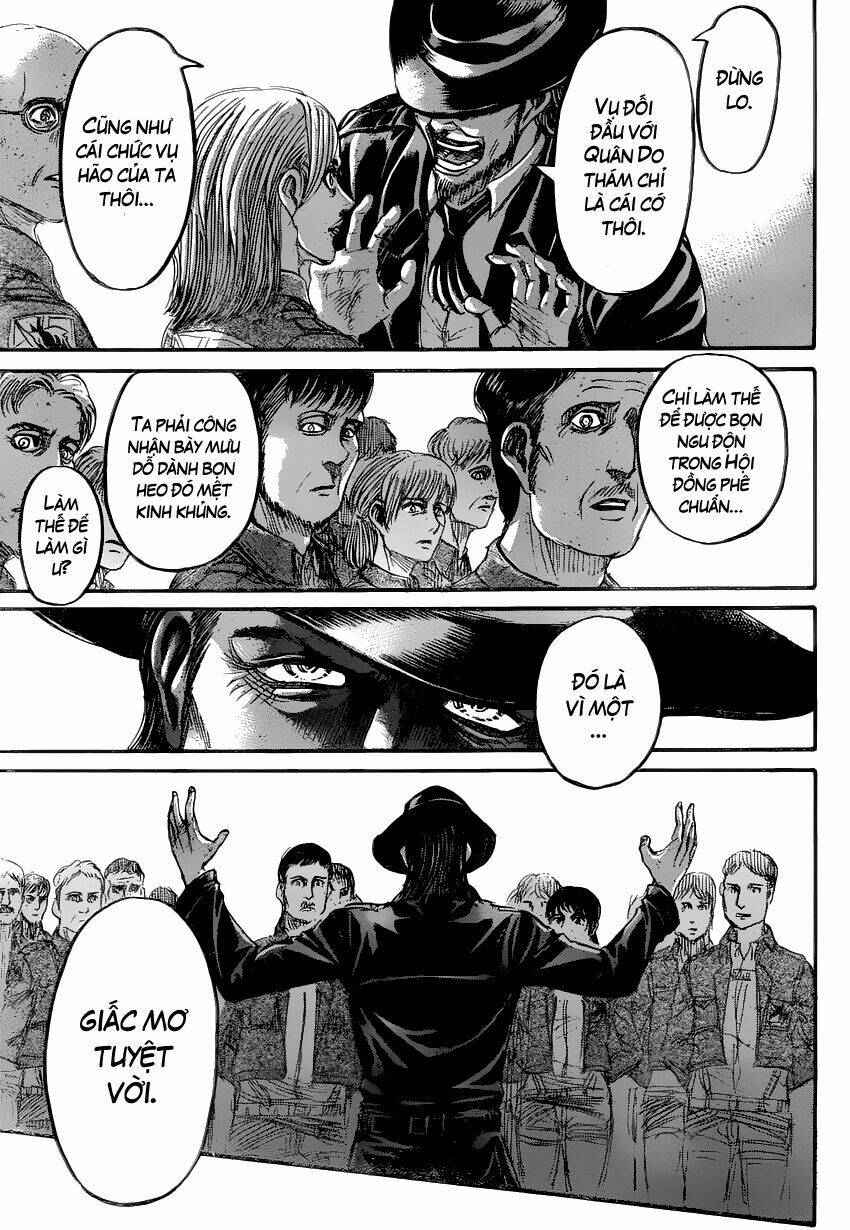 ĐỪNG
LO.
VỤ ĐỐI
ĐẦU VỚI
QUÂN DO
THÁM CHỈ
LÀ CÁI CỚ
THÔI.
CŨNG NHƯ
CÁI CHỨC VỤ
HÃO CỦA TA
THÔI...
CHỈ LÀM THẾ
ĐỂ ĐƯỢC BỌN
NGU ĐỘN
TRONG HỘI
ĐỒNG PHÊ
CHUẨN...
TA PHẢI CÔNG
NHẬN BÀY MƯU
DỖ DÀNH BỌN
HEO ĐÓ MỆT
KINH KHỦNG.
LÀM
THẾ ĐỂ
LÀM GÌ
Ư?
ĐÓ LÀ
VÌ MỘT
...
GIẤC MƠ
TUYỆT
VỜI.